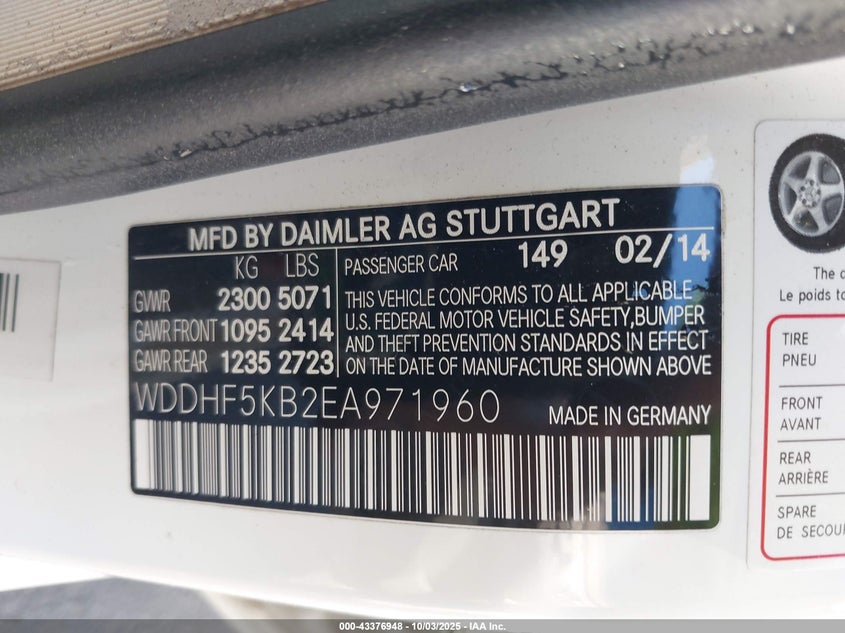 MFD BY DAIMLER AG STUTTGART
KG LBS
GVWR 2300 5071
GAWR FRONT 1095 2414
GAWR REAR 1235 2723
PASSENGER CAR 149 02/14
THIS VEHICLE CONFORMS TO ALL APPLICABLE
U.S. FEDERAL MOTOR VEHICLE SAFETY,BUMPER
AND THEFT PREVENTION STANDARDS IN EFFECT
ON THE DATE OF MANUFACTURE SHOWN ABOVE
WDDHF5KB2EA971960
MADE IN GERMANY
The
Le poids
TIRE
PNEU
FRONT
AVANT
REAR
ARRIÈRE
SPARE
DE
000-43376948 | 10/03/2025 - IAA Inc.